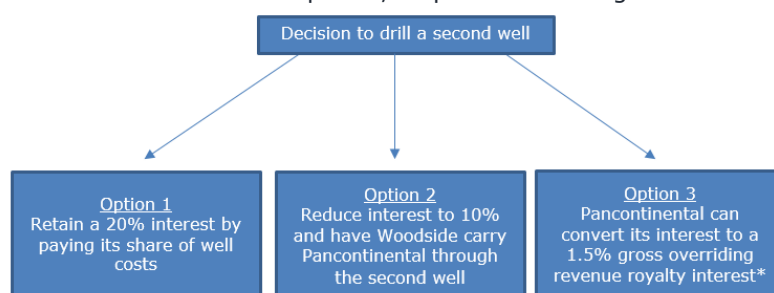 Decision to drill a second well
Option 1
Retain a 20% interest by
paying its share of well
costs
Option 2
Reduce interest to 10%
and have Woodside carry
Pancontinental through
the second well
Option 3
Pancontinental can
convert its interest to a
1.5% gross overriding
revenue royalty interest*